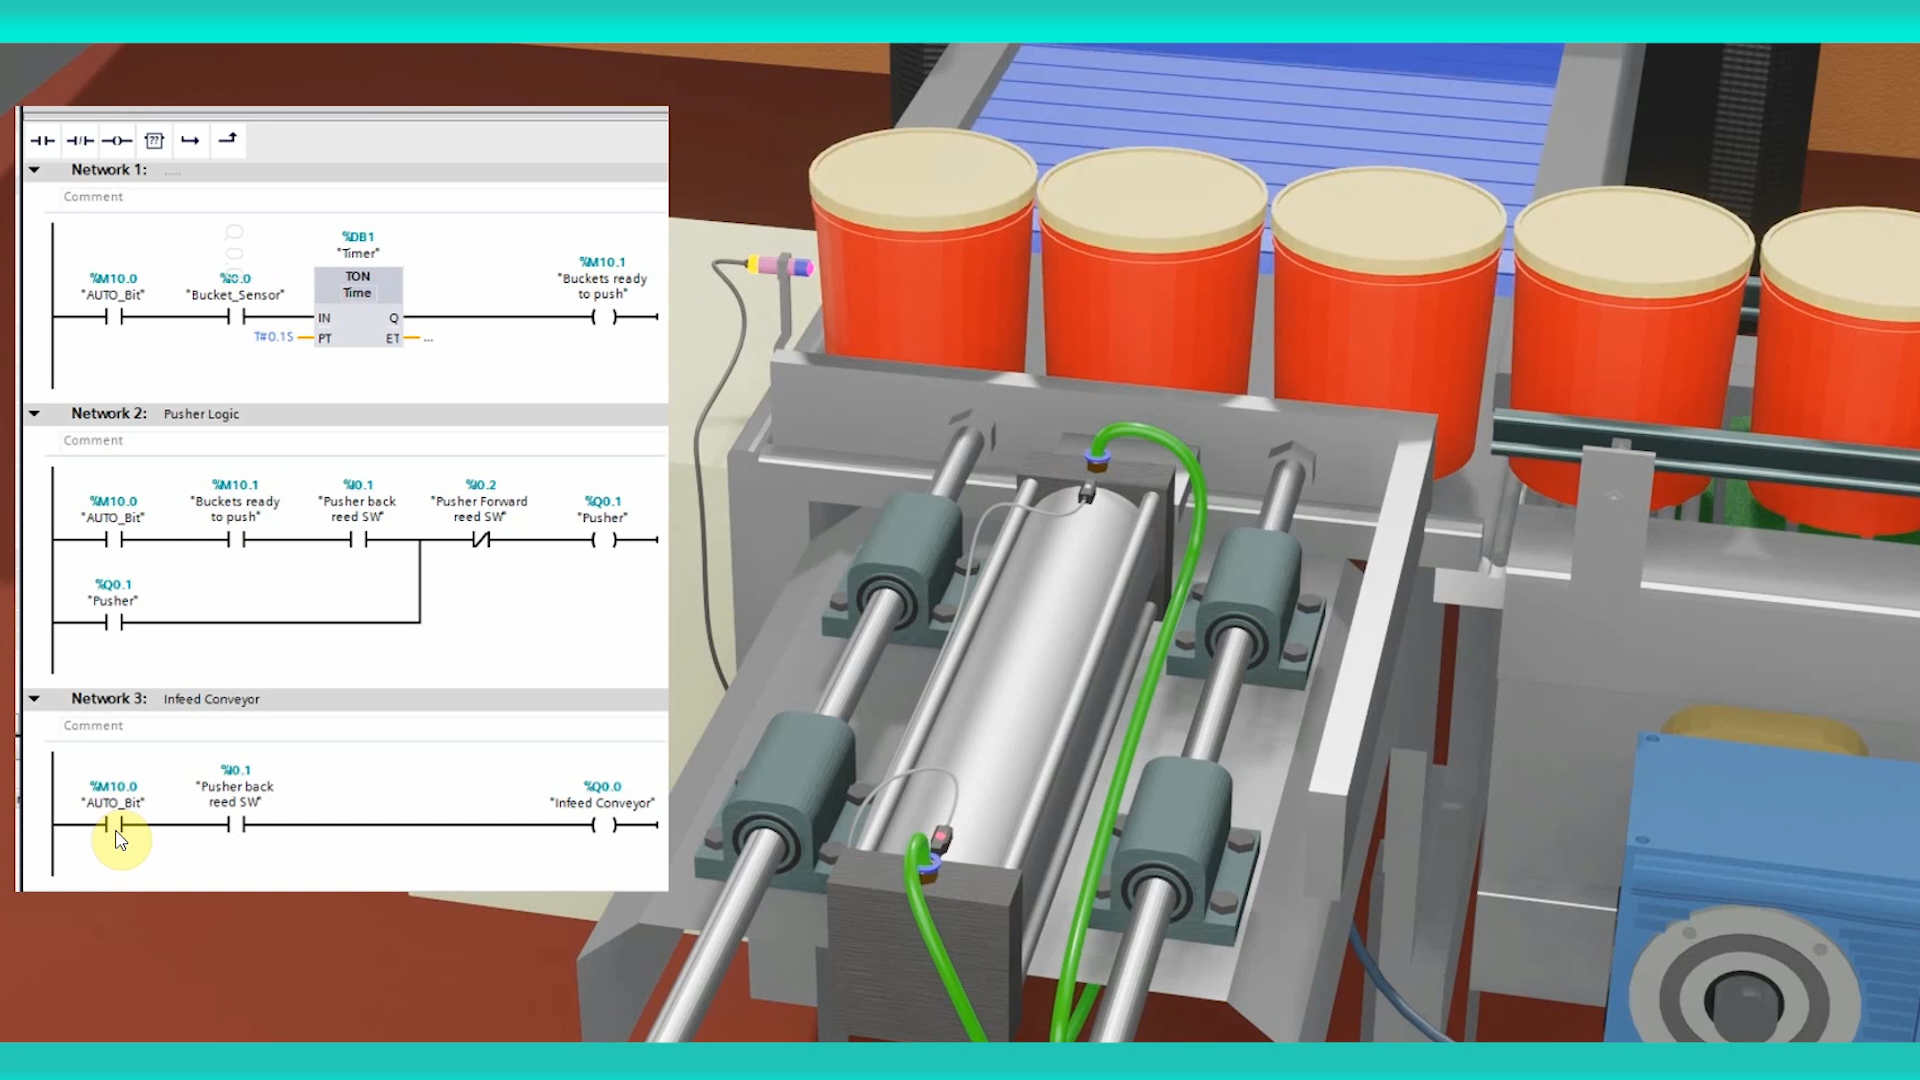 Network 1: .....
Comment
%DB1
"Timer"
%M10.0
"AUTO_Bit"
%I0.0
"Bucket_Sensor"
TON
Time
%M10.1
"Buckets ready
to push"
IN Q
T#0.1S PT ET ...
Network 2: Pusher Logic
Comment
%M10.0
"AUTO_Bit"
%M10.1
"Buckets ready
to push"
%I0.1
"Pusher back
reed SW"
%I0.2
"Pusher Forward
reed SW"
%Q0.1
"Pusher"
%Q0.1
"Pusher"
Network 3: Infeed Conveyor
Comment
%M10.0
"AUTO_Bit"
%I0.1
"Pusher back
reed SW"
%Q0.0
"Infeed Conveyor"